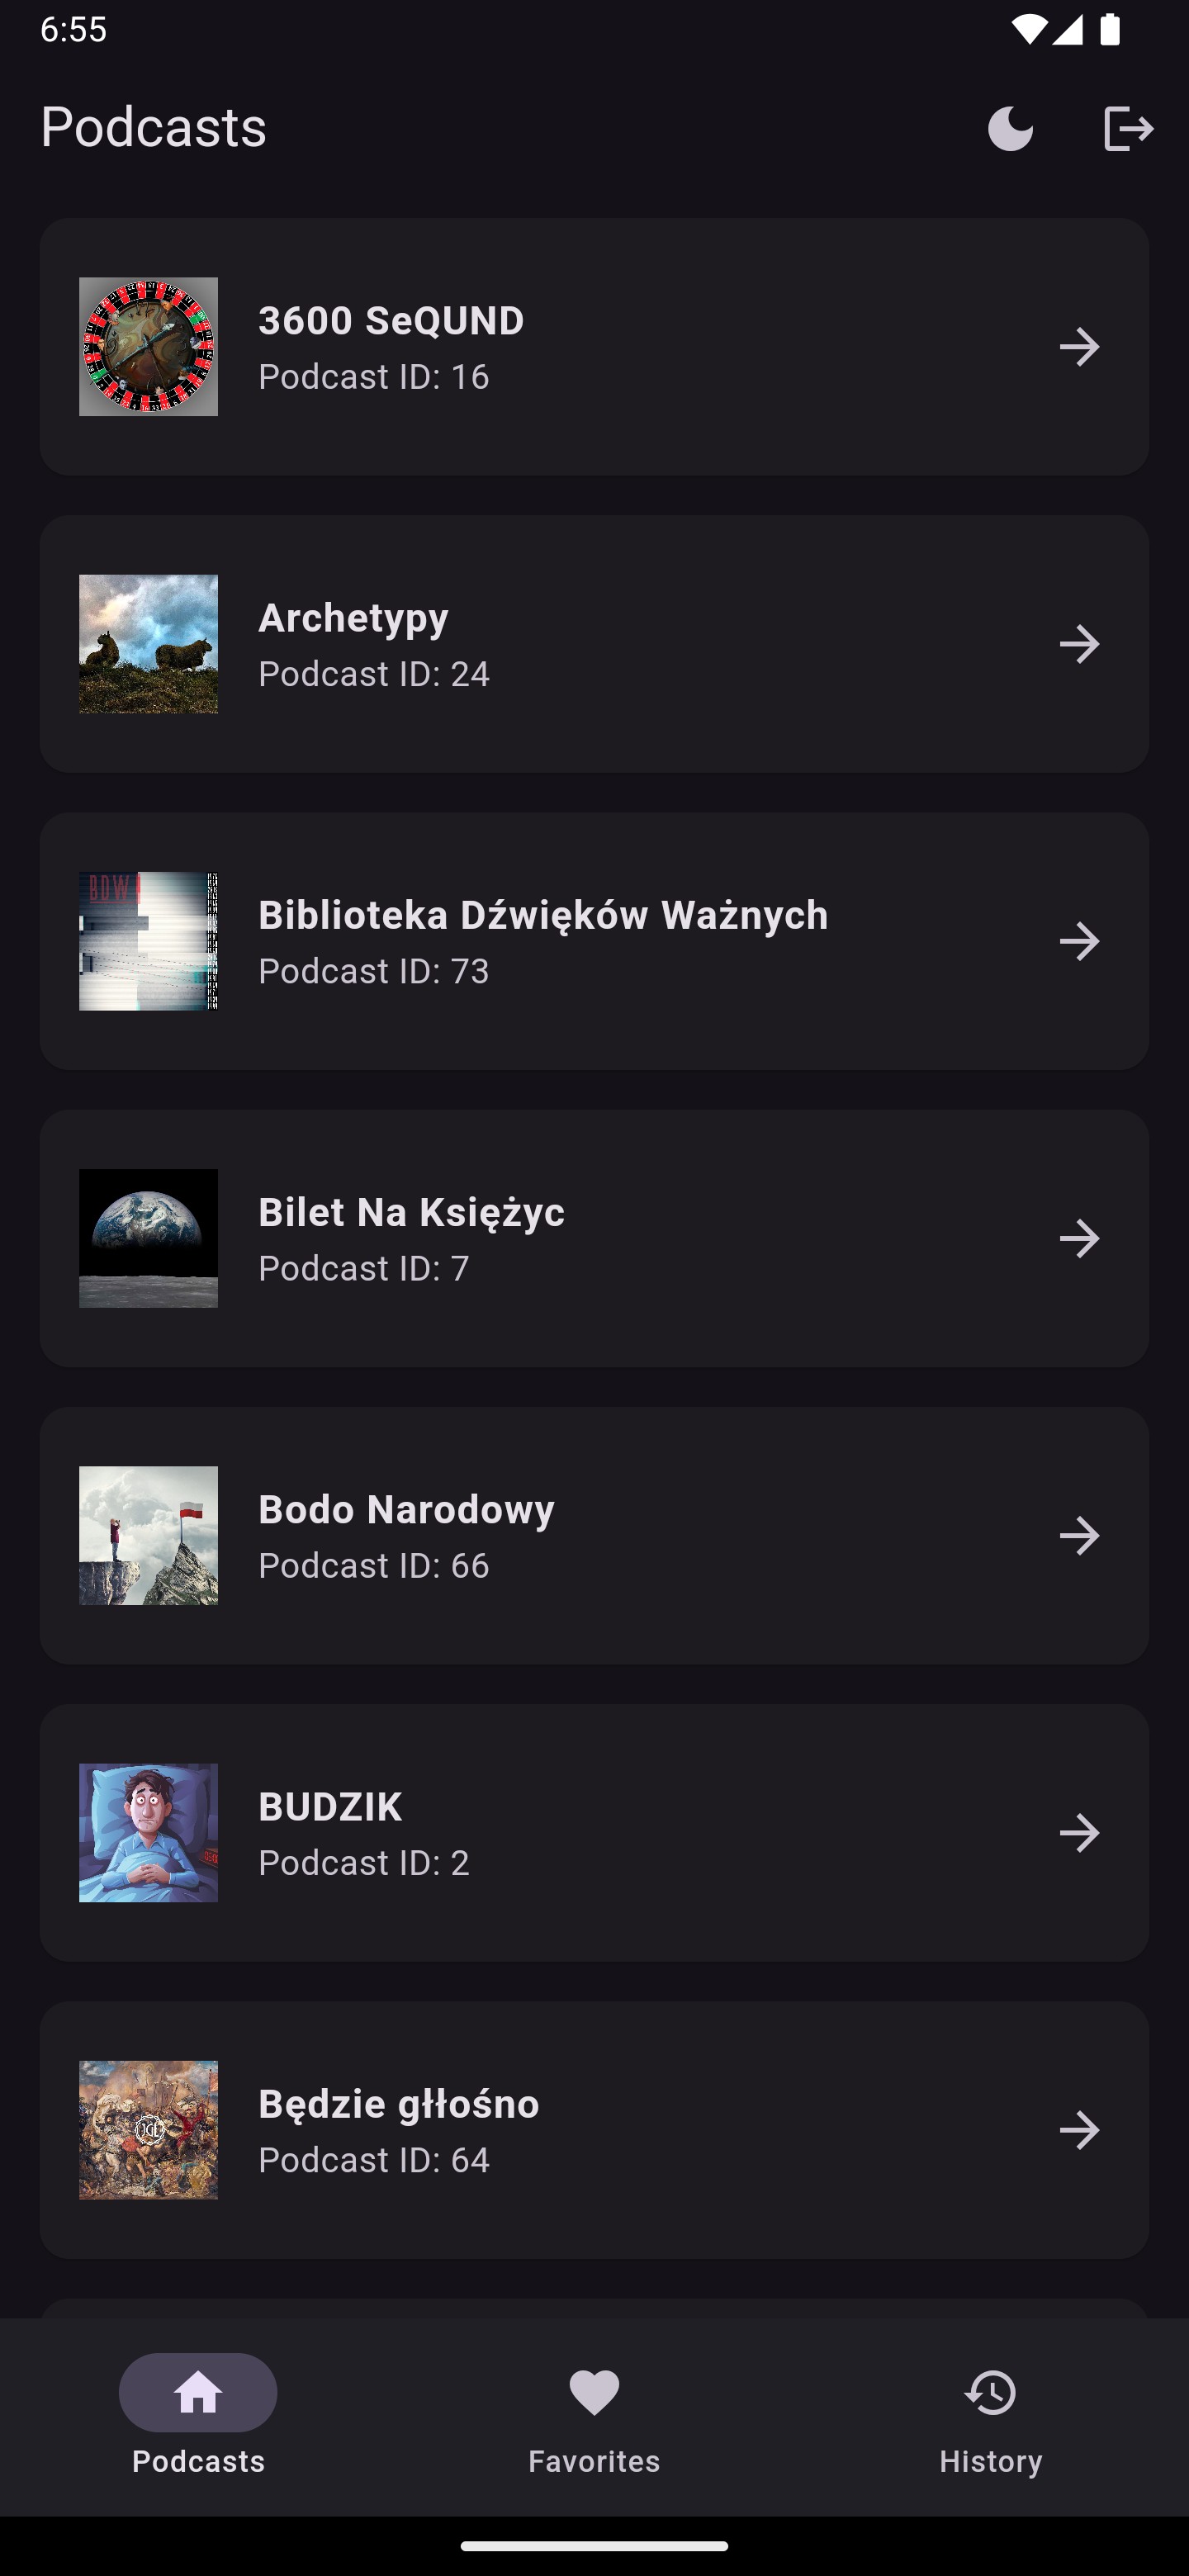 6:55
Podcasts
3600 SeQUND
Podcast ID: 16
Archetypy
Podcast ID: 24
BDW
Biblioteka Dźwięków Ważnych
Podcast ID: 73
Bilet Na Księżyc
Podcast ID: 7
Bodo Narodowy
Podcast ID: 66
BUDZIK
Podcast ID: 2
Będzie głłośno
Podcast ID: 64
Podcasts
Favorites
History